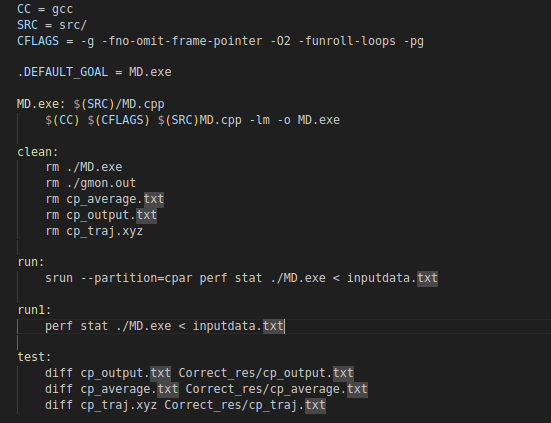 CC = gcc
SRC = src/
CFLAGS = -g -fno-omit-frame-pointer -O2 -funroll-loops -pg
.DEFAULT_GOAL = MD.exe
MD.exe: $(SRC)/MD.cpp
$(CC) $(CFLAGS) $(SRC)MD.cpp -lm -o MD.exe
clean:
rm ./MD.exe
rm ./gmon.out
rm cp_average.txt
rm cp_output.txt
rm cp_traj.xyz
run:
srun --partition=cpar perf stat ./MD.exe < inputdata.txt
run1:
perf stat ./MD.exe < inputdata.txt
test:
diff cp_output.txt Correct_res/cp_output.txt
diff cp_average.txt Correct_res/cp_average.txt
diff cp_traj.xyz Correct_res/cp_traj.txt